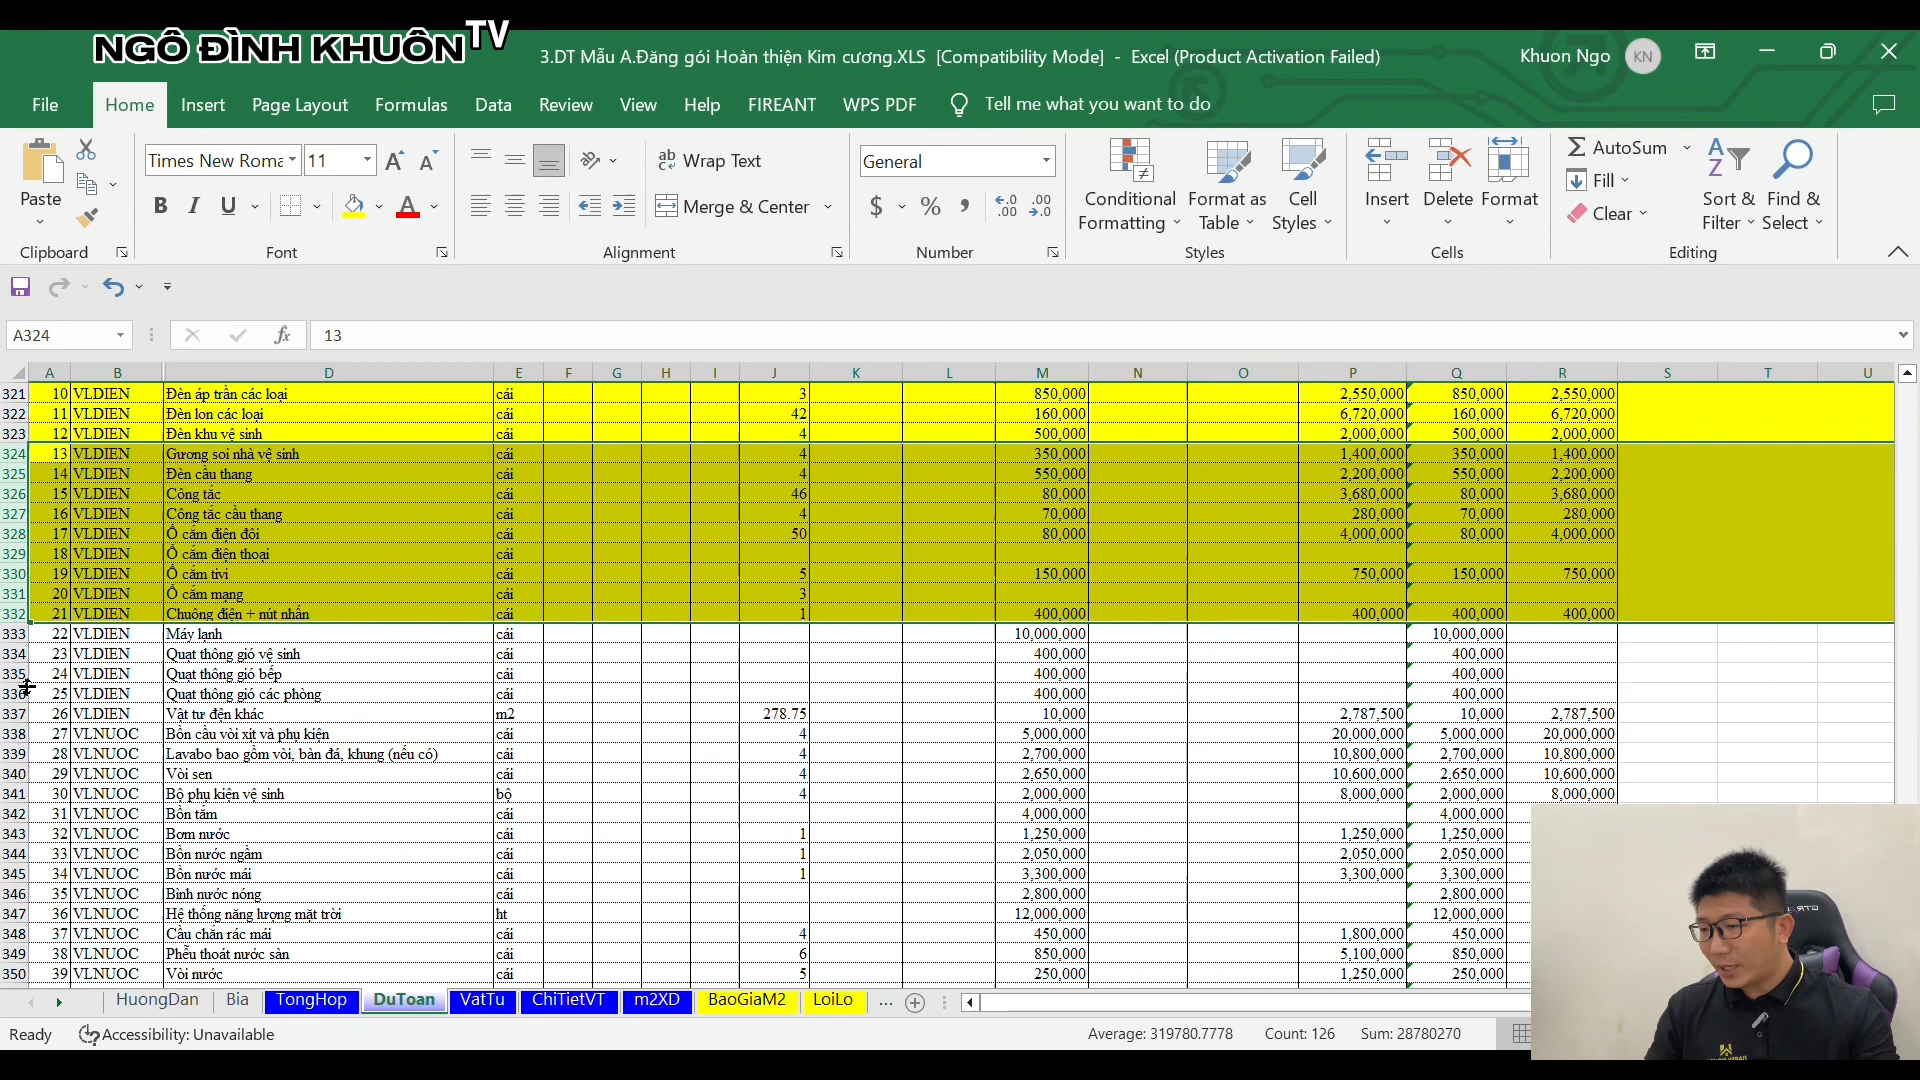 NGÔ ĐÌNH KHUÔN TV
3.DT Mẫu A.Đăng gói Hoàn thiện Kim cương.XLS [Compatibility Mode] - Excel (Product Activation Failed)
Khuon Ngo KN
File Home Insert Page Layout Formulas Data Review View Help FIREANT WPS PDF Tell me what you want to do
Paste
Clipboard
Times New Roma 11
B I U A
Font
Wrap Text
Merge & Center
Alignment
General
$ % ,
Number
Conditional Formatting
Format as Table
Cell Styles
Styles
Insert Delete Format
Cells
AutoSum
Fill
Clear
Sort & Filter
Find & Select
Editing
A324 fx 13
A B D E F G H I J K L M N O P Q R S T U
321 10 VLDIEN Đèn áp trần các loại cái 3 850,000 2,550,000 850,000 2,550,000
322 11 VLDIEN Đèn lon các loại cái 42 160,000 6,720,000 160,000 6,720,000
323 12 VLDIEN Đèn khu vệ sinh cái 4 500,000 2,000,000 500,000 2,000,000
324 13 VLDIEN Gương soi nhà vệ sinh cái 4 350,000 1,400,000 350,000 1,400,000
325 14 VLDIEN Đèn cầu thang cái 4 550,000 2,200,000 550,000 2,200,000
326 15 VLDIEN Công tắc cái 46 80,000 3,680,000 80,000 3,680,000
327 16 VLDIEN Công tắc cầu thang cái 4 70,000 280,000 70,000 280,000
328 17 VLDIEN Ổ cắm điện đôi cái 50 80,000 4,000,000 80,000 4,000,000
329 18 VLDIEN Ổ cắm điện thoại cái
330 19 VLDIEN Ổ cắm tivi cái 5 150,000 750,000 150,000 750,000
331 20 VLDIEN Ổ cắm mạng cái 3
332 21 VLDIEN Chuông điện + nút nhấn cái 1 400,000 400,000 400,000 400,000
333 22 VLDIEN Máy lạnh cái 10,000,000 10,000,000
334 23 VLDIEN Quạt thông gió vệ sinh cái 400,000 400,000
335 24 VLDIEN Quạt thông gió bếp cái 400,000 400,000
336 25 VLDIEN Quạt thông gió các phòng cái 400,000 400,000
337 26 VLDIEN Vật tư đện khác m2 278.75 10,000 2,787,500 10,000 2,787,500
338 27 VLNUOC Bồn cầu vòi xịt và phụ kiện cái 4 5,000,000 20,000,000 5,000,000 20,000,000
339 28 VLNUOC Lavabo bao gồm vòi, bàn đá, khung (nếu có) cái 4 2,700,000 10,800,000 2,700,000 10,800,000
340 29 VLNUOC Vòi sen cái 4 2,650,000 10,600,000 2,650,000 10,600,000
341 30 VLNUOC Bộ phụ kiện vệ sinh bộ 4 2,000,000 8,000,000 2,000,000 8,000,000
342 31 VLNUOC Bồn tắm cái 4,000,000 4,000,000
343 32 VLNUOC Bơm nước cái 1 1,250,000 1,250,000 1,250,000
344 33 VLNUOC Bồn nước ngầm cái 1 2,050,000 2,050,000 2,050,000
345 34 VLNUOC Bồn nước mái cái 1 3,300,000 3,300,000 3,300,000
346 35 VLNUOC Bình nước nóng cái 2,800,000 2,800,000
347 36 VLNUOC Hệ thống năng lượng mặt trời ht 12,000,000 12,000,000
348 37 VLNUOC Cầu chắn rác mái cái 4 450,000 1,800,000 450,000
349 38 VLNUOC Phễu thoát nước sàn cái 6 850,000 5,100,000 850,000
350 39 VLNUOC Vòi nước cái 5 250,000 1,250,000 250,000
HuongDan Bia TongHop DuToan VatTu ChiTietVT m2XD BaoGiaM2 LoiLo ...
Ready Accessibility: Unavailable Average: 319780.7778 Count: 126 Sum: 28780270